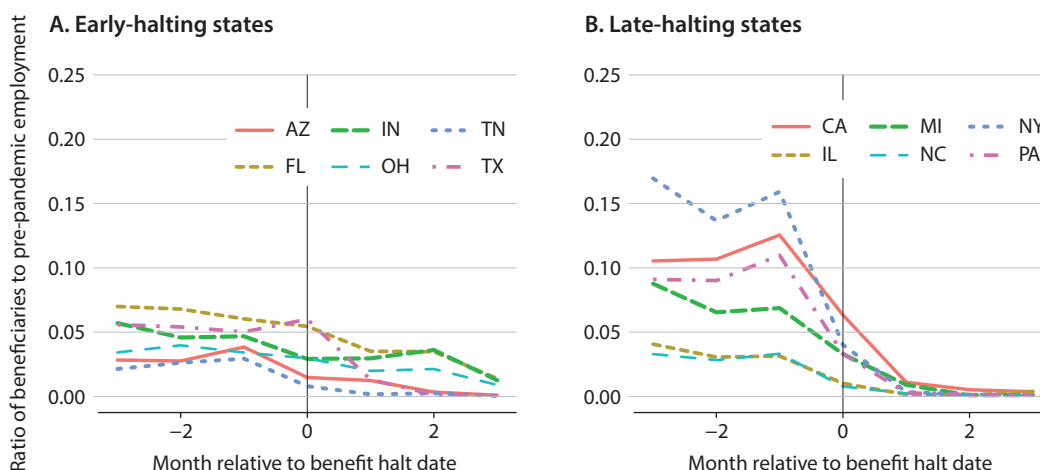 Ratio of beneficiaries to pre-pandemic employment
A. Early-halting states
0.25
0.20
0.15
0.10
0.05
0.00
AZ IN TN
FL OH TX
−2 0 2
Month relative to benefit halt date
B. Late-halting states
0.25
0.20
0.15
0.10
0.05
0.00
CA MI NY
IL NC PA
−2 0 2
Month relative to benefit halt date